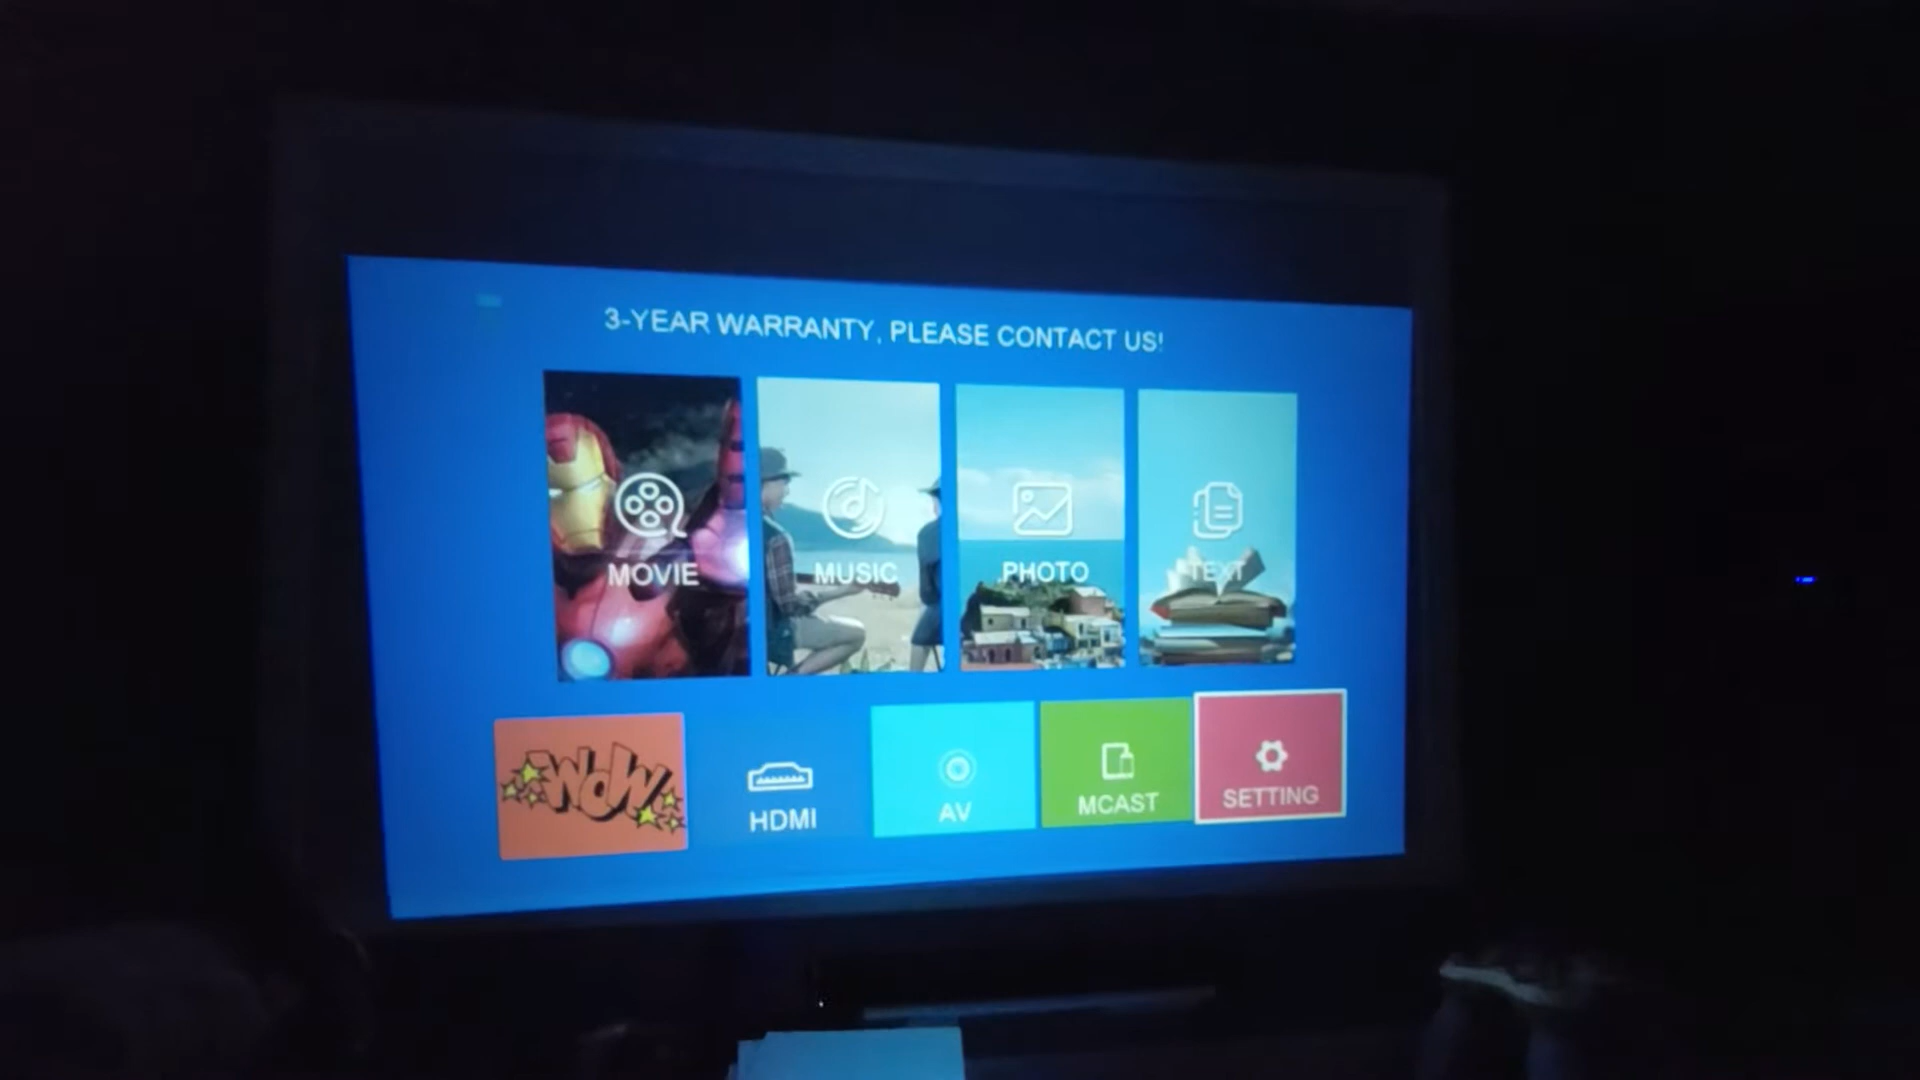 3-YEAR WARRANTY, PLEASE CONTACT US!
MOVIE
MUSIC
PHOTO
TEXT
WOW
HDMI
AV
MCAST
SETTING